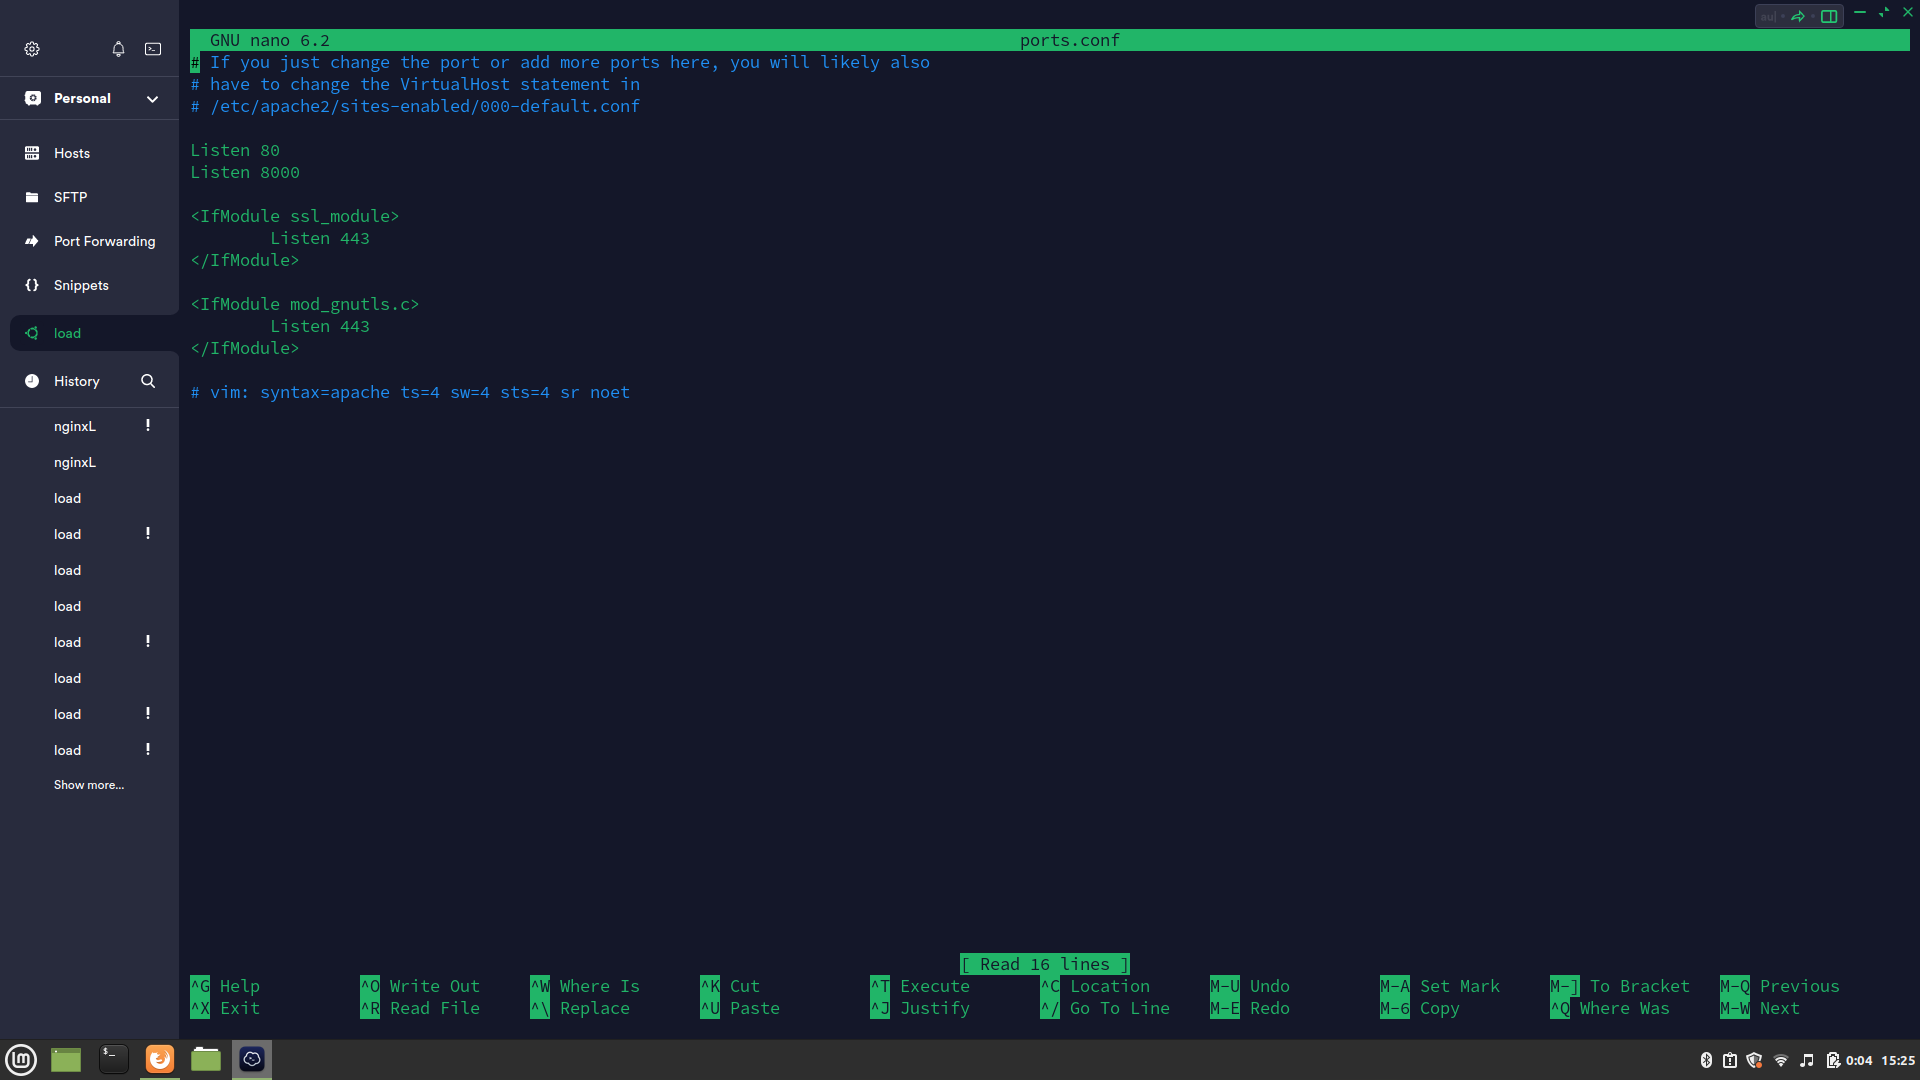 GNU nano 6.2 ports.conf
# If you just change the port or add more ports here, you will likely also
# have to change the VirtualHost statement in
# /etc/apache2/sites-enabled/000-default.conf
Listen 80
Listen 8000
<IfModule ssl_module>
Listen 443
</IfModule>
<IfModule mod_gnutls.c>
Listen 443
</IfModule>
# vim: syntax=apache ts=4 sw=4 sts=4 sr noet
[ Read 16 lines ]
^G Help ^O Write Out ^W Where Is ^K Cut ^T Execute ^C Location M-U Undo M-A Set Mark M-] To Bracket M-Q Previous
^X Exit ^R Read File ^\ Replace ^U Paste ^J Justify ^/ Go To Line M-E Redo M-6 Copy ^Q Where Was M-W Next
Personal
Hosts
SFTP
Port Forwarding
{} Snippets
load
History
nginxL !
nginxL
load
load !
load
load
load !
load
load !
load !
Show more...
0:04 15:25